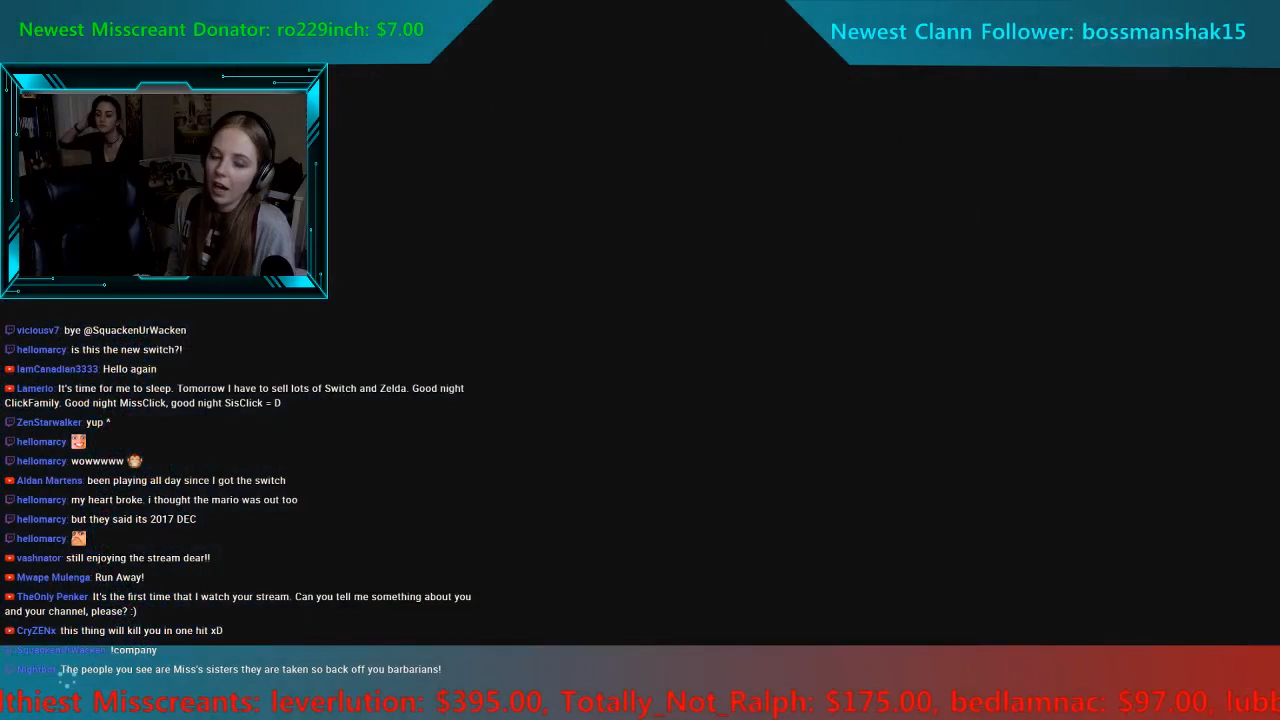 Newest Misscreant Donator: ro229inch: $7.00
Newest Clann Follower: bossmanshak15
viciousv7 bye @SquackenUrWacken
hellomarcy: is this the new switch?!
IamCanadian3333: Hello again
Lamerio: It's time for me to sleep. Tomorrow I have to sell lots of Switch and Zelda. Good night
ClickFamily. Good night MissClick, good night SisClick = D
ZenStarwalker yup ^
hellomarcy:
hellomarcy: wowwwww
Aidan Martens: been playing all day since I got the switch
hellomarcy: my heart broke. i thought the mario was out too
hellomarcy: but they said its 2017 DEC
hellomarcy:
vashnator: still enjoying the stream dear!!
Mwape Mulenga: Run Away!
TheOnly Penker: It's the first time that I watch your stream. Can you tell me something about you
and your channel, please? :)
CryZENx: this thing will kill you in one hit xD
SquackenUrWacken: !company
Nightbot: The people you see are Miss's sisters they are taken so back off you barbarians!
lthiest Misscreants: leverlution: $395.00, Totally_Not_Ralph: $175.00, bedlamnac: $97.00, lubb